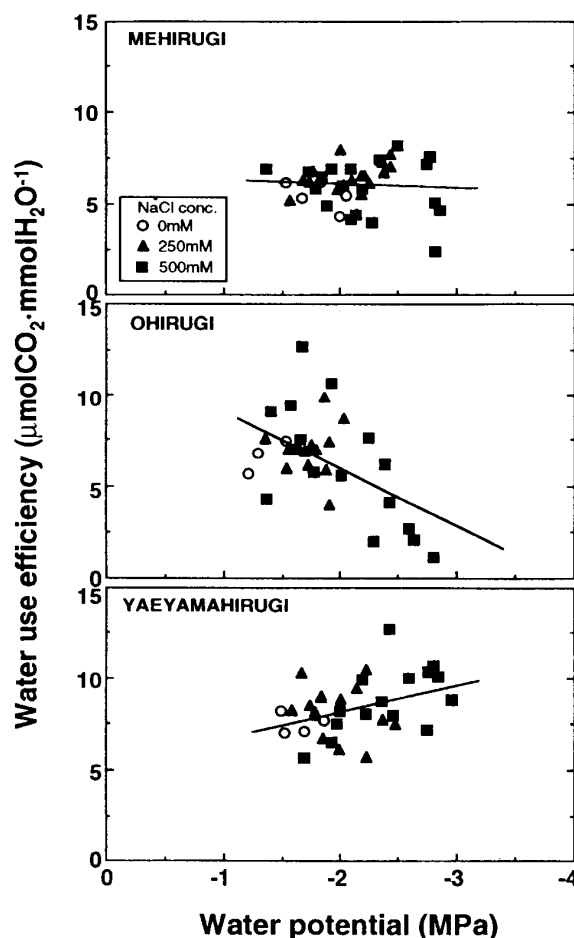 Water use efficiency (μmolCO₂·mmolH₂O⁻¹)
15
MEHIRUGI
10
5
0
NaCl conc.
0mM
250mM
500mM
15
OHIRUGI
10
5
0
15
YAEYAMAHIRUGI
10
5
0
0 -1 -2 -3 -4
Water potential (MPa)